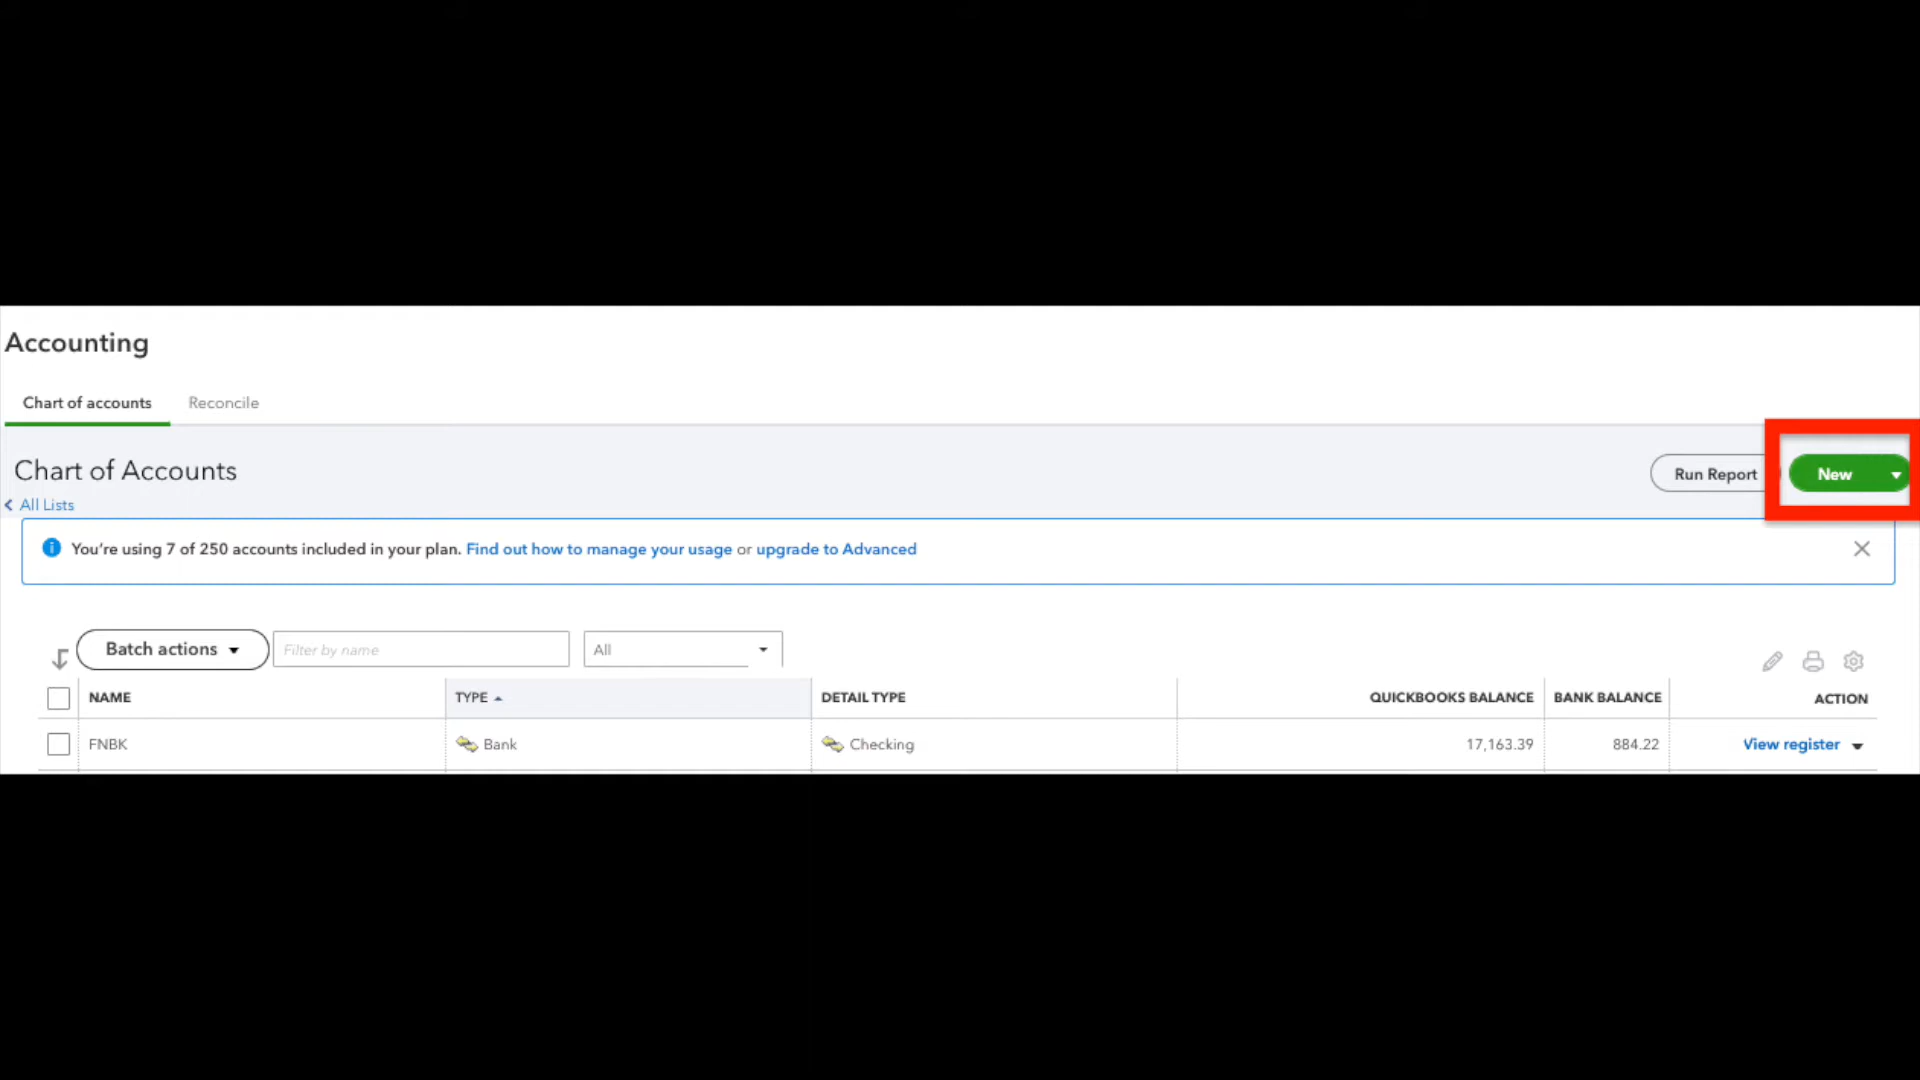 Accounting
Chart of accounts Reconcile
Chart of Accounts
Run Report New
All Lists
You're using 7 of 250 accounts included in your plan. Find out how to manage your usage or upgrade to Advanced
Batch actions Filter by name All
NAME TYPE DETAIL TYPE QUICKBOOKS BALANCE BANK BALANCE ACTION
FNBK Bank Checking 17,163.39 884.22 View register